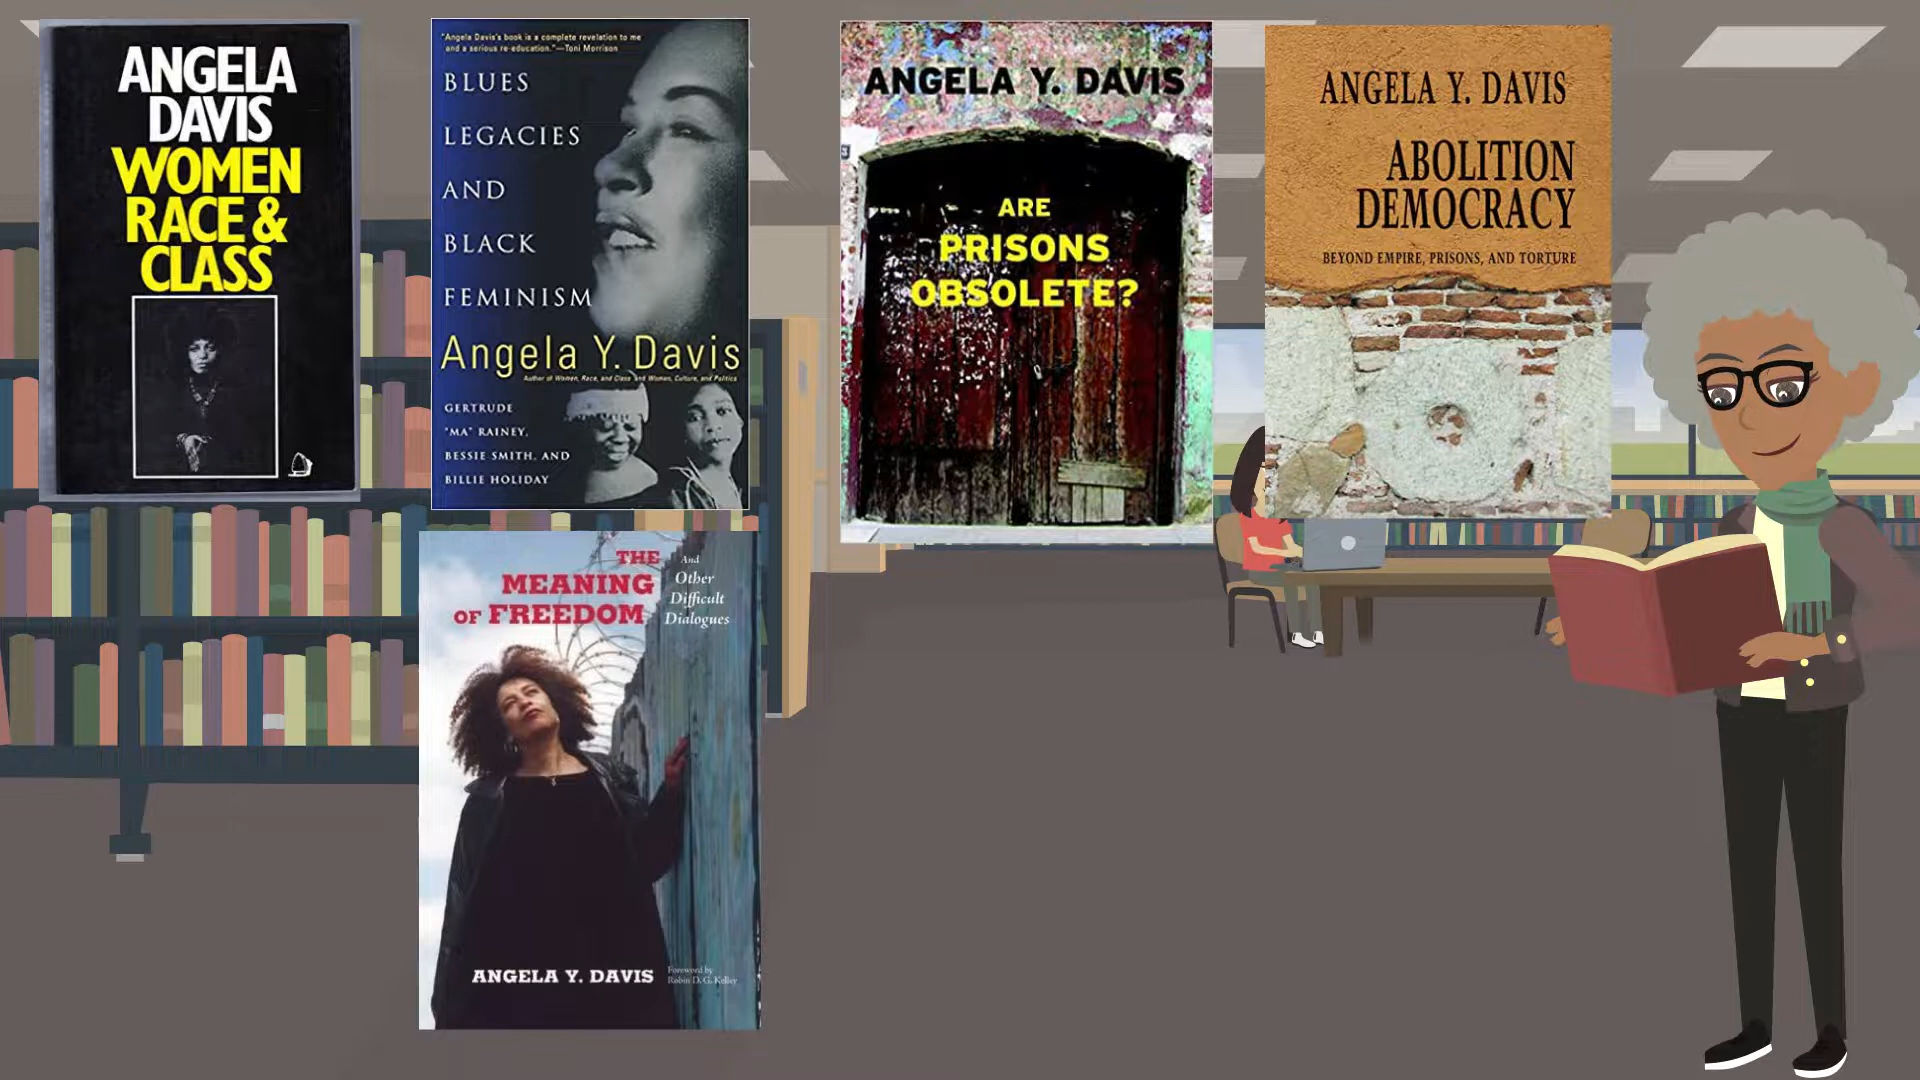 ANGELA
DAVIS
WOMEN
RACE &
CLASS
"Angela Davis's book is a complete revelation to me
and a serious re-education."—Toni Morrison
BLUES
LEGACIES
AND
BLACK
FEMINISM
Angela Y. Davis
Author of Women, Race, and Class and Women, Culture, and Politics
GERTRUDE
"MA" RAINEY,
BESSIE SMITH, AND
BILLIE HOLIDAY
ANGELA Y. DAVIS
ARE
PRISONS
OBSOLETE?
ANGELA Y. DAVIS
ABOLITION
DEMOCRACY
BEYOND EMPIRE, PRISONS, AND TORTURE
THE
MEANING
OF FREEDOM
And
Other
Difficult
Dialogues
ANGELA Y. DAVIS
Foreword by
Robin D. G. Kelley